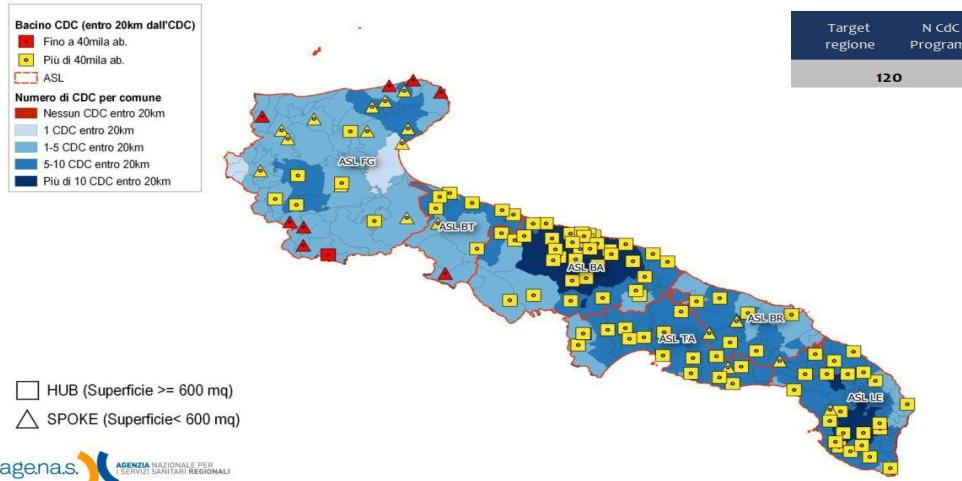 Bacino CDC (entro 20km dall'CDC)
Fino a 40mila ab.
Più di 40mila ab.
ASL
Numero di CDC per comune
Nessun CDC entro 20km
1 CDC entro 20km
1-5 CDC entro 20km
5-10 CDC entro 20km
Più di 10 CDC entro 20km
Target
regione
N CdC
120
ASL FG
ASL BT
ASL BA
ASL BR
ASL TA
ASL LE
HUB (Superficie >= 600 mq)
SPOKE (Superficie< 600 mq)
age.na.s.
AGENZIA NAZIONALE PER
I SERVIZI SANITARI REGIONALI